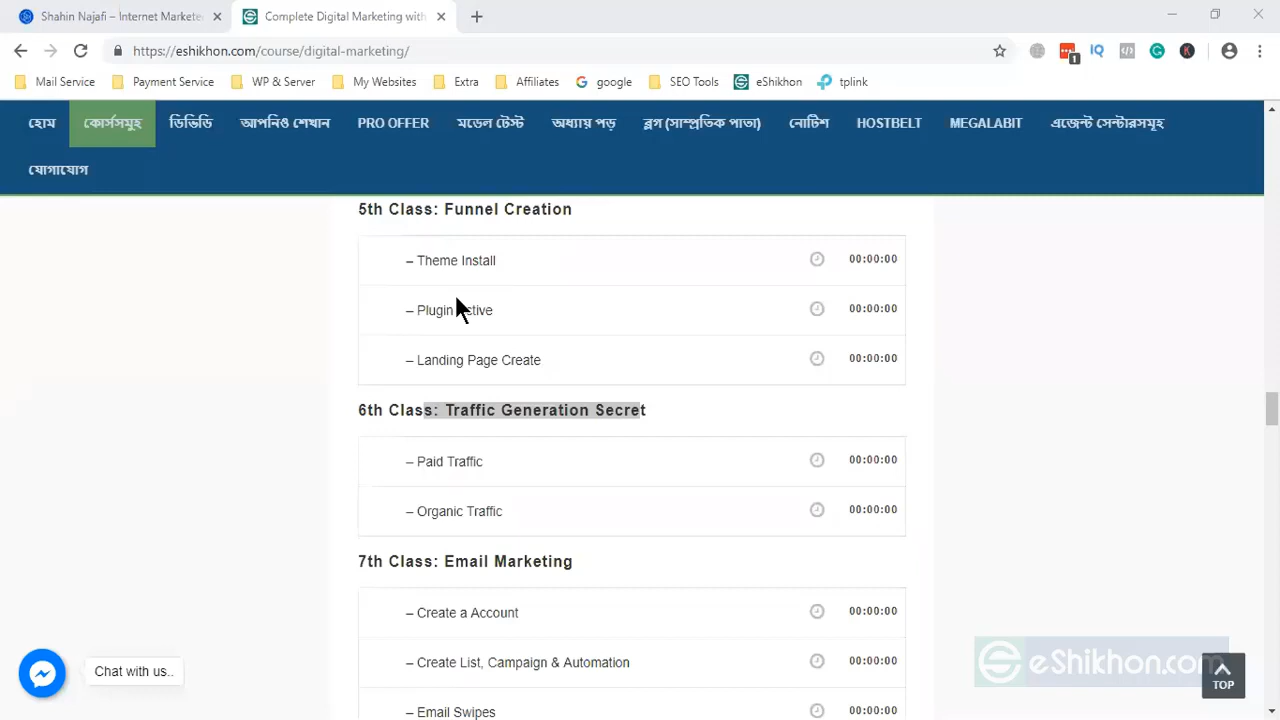 Shahin Najafi – Internet Markete
Complete Digital Marketing with
https://eshikhon.com/course/digital-marketing/
1
IQ
K
Mail Service
Payment Service
WP & Server
My Websites
Extra
Affiliates
google
SEO Tools
eShikhon
tplink
হোম
কোর্সসমূহ
ডিভিডি
আপনিও শেখান
PRO OFFER
মডেল টেস্ট
অধ্যায় পড়
ব্লগ (সাম্প্রতিক পাতা)
নোটিশ
HOSTBELT
MEGALABIT
এজেন্ট সেন্টারসমূহ
যোগাযোগ
5th Class: Funnel Creation
– Theme Install 00:00:00
– Plugin Active 00:00:00
– Landing Page Create 00:00:00
6th Class: Traffic Generation Secret
– Paid Traffic 00:00:00
– Organic Traffic 00:00:00
7th Class: Email Marketing
– Create a Account 00:00:00
– Create List, Campaign & Automation 00:00:00
– Email Swipes 00:00:00
Chat with us..
eShikhon.com
TOP